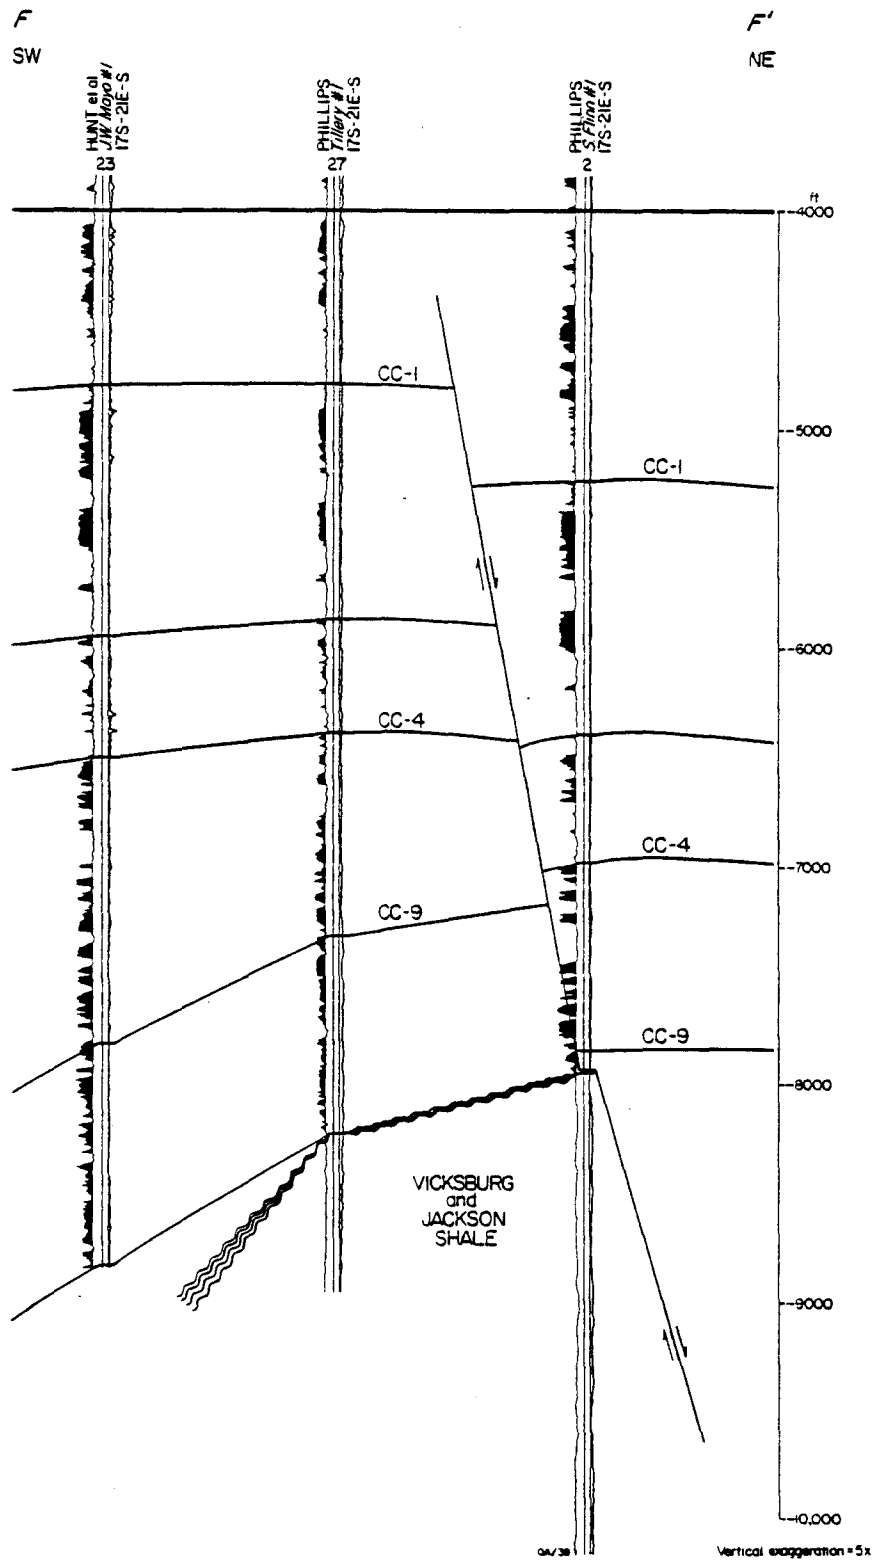 F
F'
SW
NE
HUNT et al
J.W. Mayo #1
17S-21E-S
23
PHILLIPS
Tillery #1
17S-21E-S
27
PHILLIPS
S. Flinn #1
17S-21E-S
2
ft
-4000
CC-1
-5000
CC-1
-6000
CC-4
-7000
CC-4
CC-9
CC-9
-8000
VICKSBURG
and
JACKSON
SHALE
-9000
-10,000
Vertical exaggeration = 5x